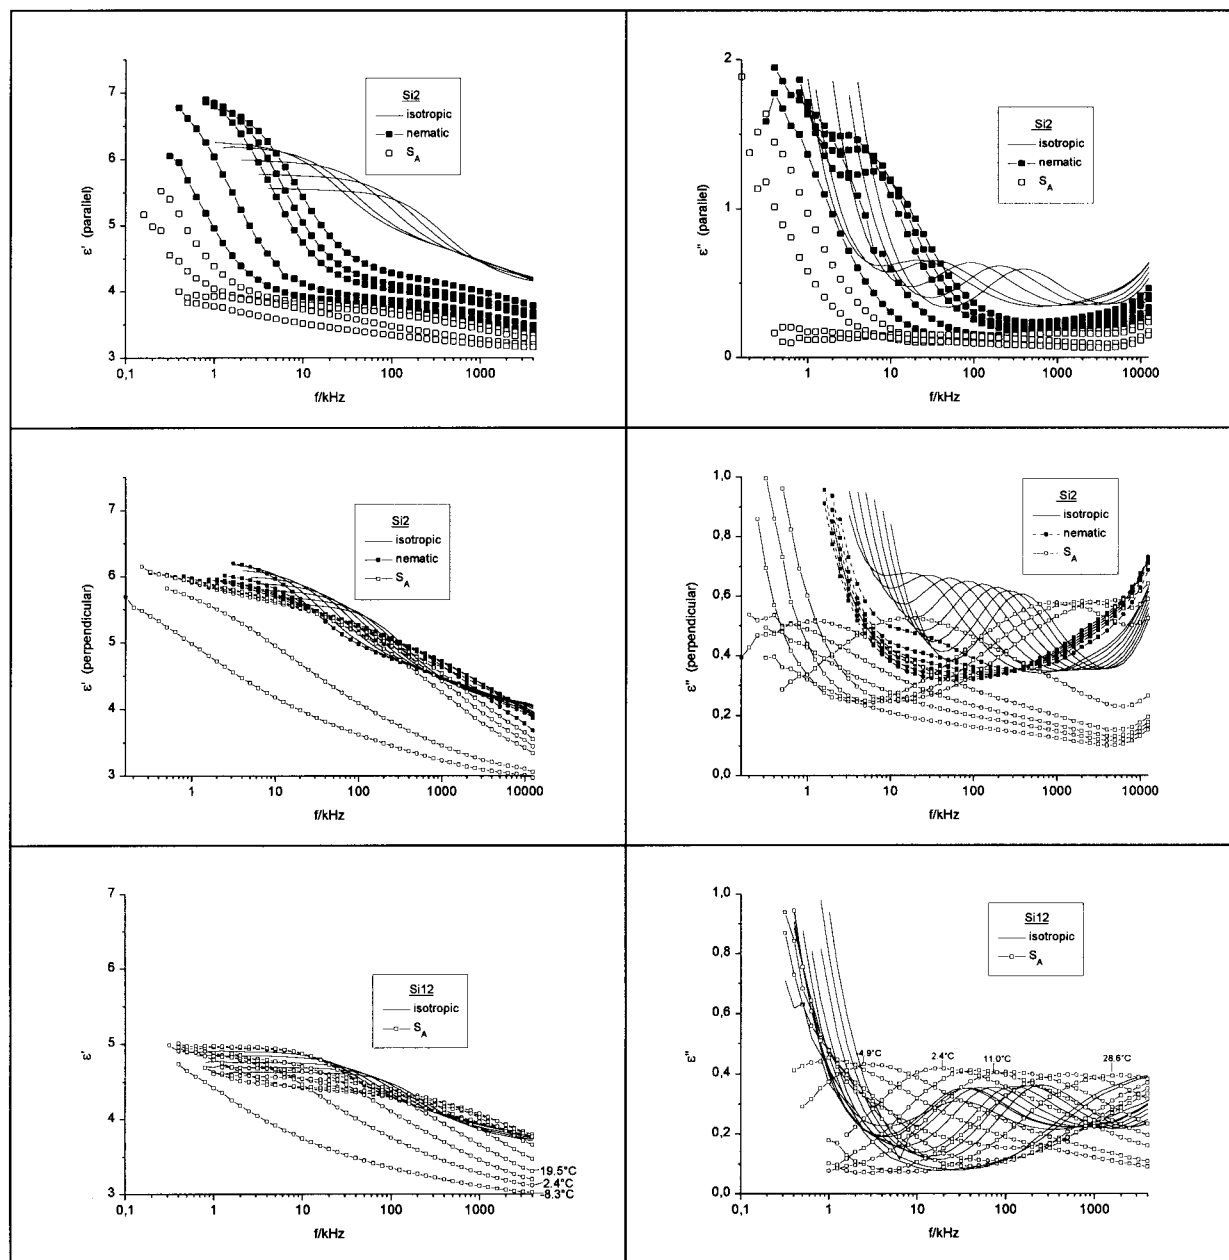 7
6
5
4
3
ε' (parallel)
Si2
isotropic
nematic
S_A
0,1 1 10 100 1000
f/kHz
2
1
0
ε" (parallel)
Si2
isotropic
nematic
S_A
1 10 100 1000 10000
f/kHz
7
6
5
4
3
ε' (perpendicular)
Si2
isotropic
nematic
S_A
1 10 100 1000 10000
f/kHz
1,0
0,8
0,6
0,4
0,2
0,0
ε" (perpendicular)
Si2
isotropic
nematic
S_A
1 10 100 1000 10000
f/kHz
7
6
5
4
3
ε'
Si12
isotropic
S_A
19.5°C
2.4°C
-8.3°C
0,1 1 10 100 1000
f/kHz
1,0
0,8
0,6
0,4
0,2
0,0
ε"
Si12
isotropic
S_A
-4.9°C 2.4°C 11.0°C 28.6°C
0,1 1 10 100 1000
f/kHz